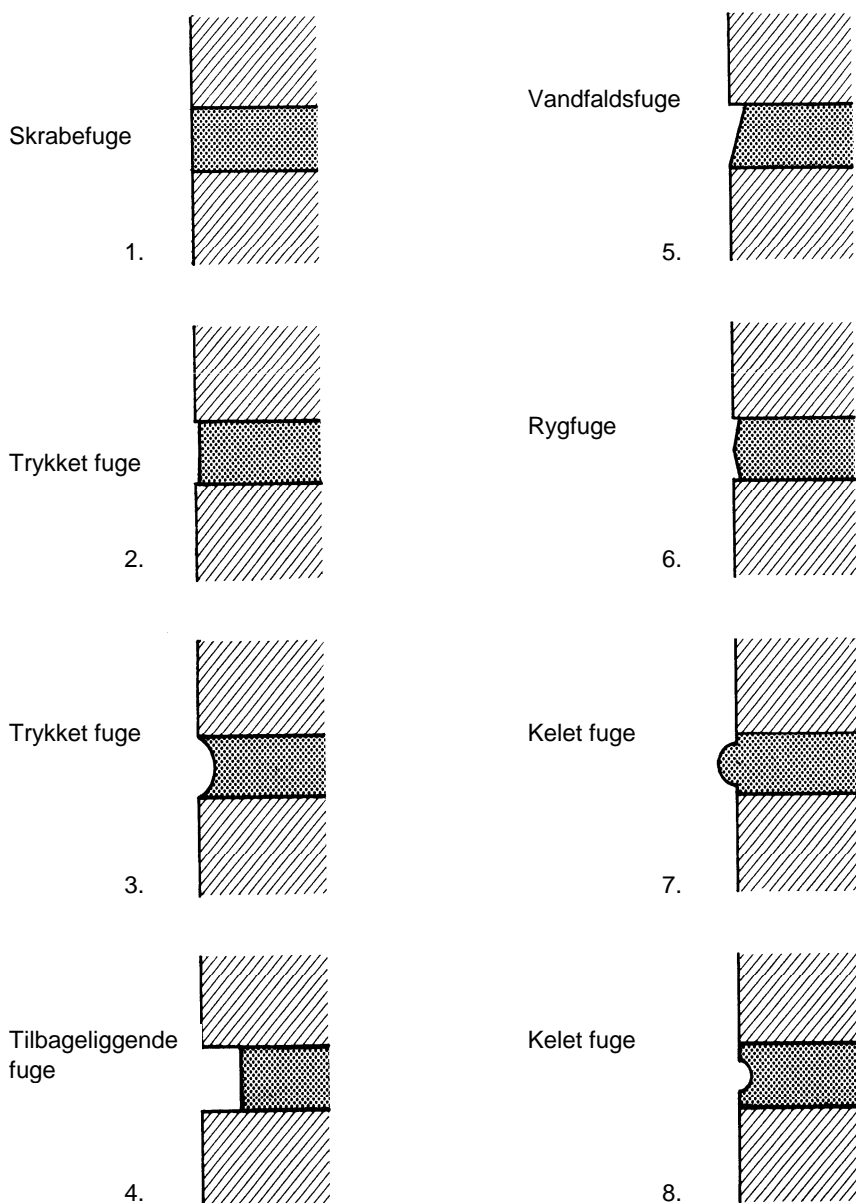 Skrabefuge
1.
Trykket fuge
2.
Trykket fuge
3.
Tilbageliggende
fuge
4.
Vandfaldsfuge
5.
Rygfuge
6.
Kelet fuge
7.
Kelet fuge
8.